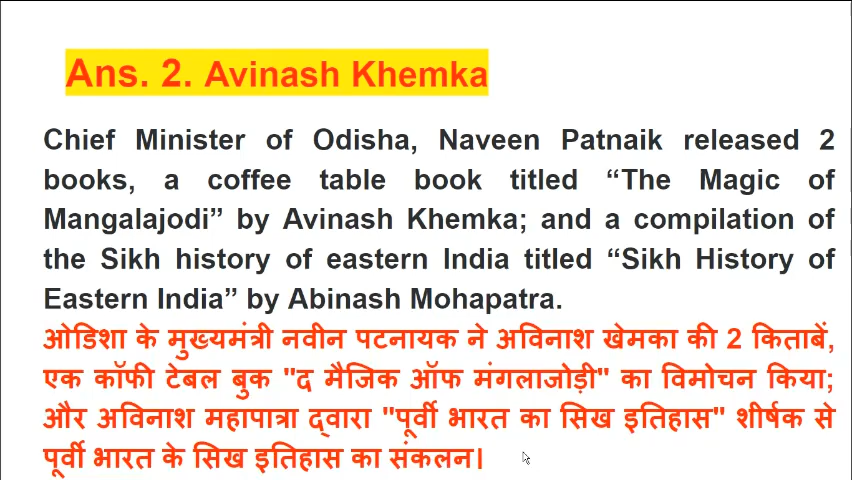 Ans. 2. Avinash Khemka
Chief Minister of Odisha, Naveen Patnaik released 2
books, a coffee table book titled “The Magic of
Mangalajodi” by Avinash Khemka; and a compilation of
the Sikh history of eastern India titled “Sikh History of
Eastern India” by Abinash Mohapatra.
ओडिशा के मुख्यमंत्री नवीन पटनायक ने अविनाश खेमका की 2 किताबें,
एक कॉफी टेबल बुक "द मैजिक ऑफ मंगलाजोड़ी" का विमोचन किया;
और अविनाश महापात्रा द्वारा "पूर्वी भारत का सिख इतिहास" शीर्षक से
पूर्वी भारत के सिख इतिहास का संकलन।